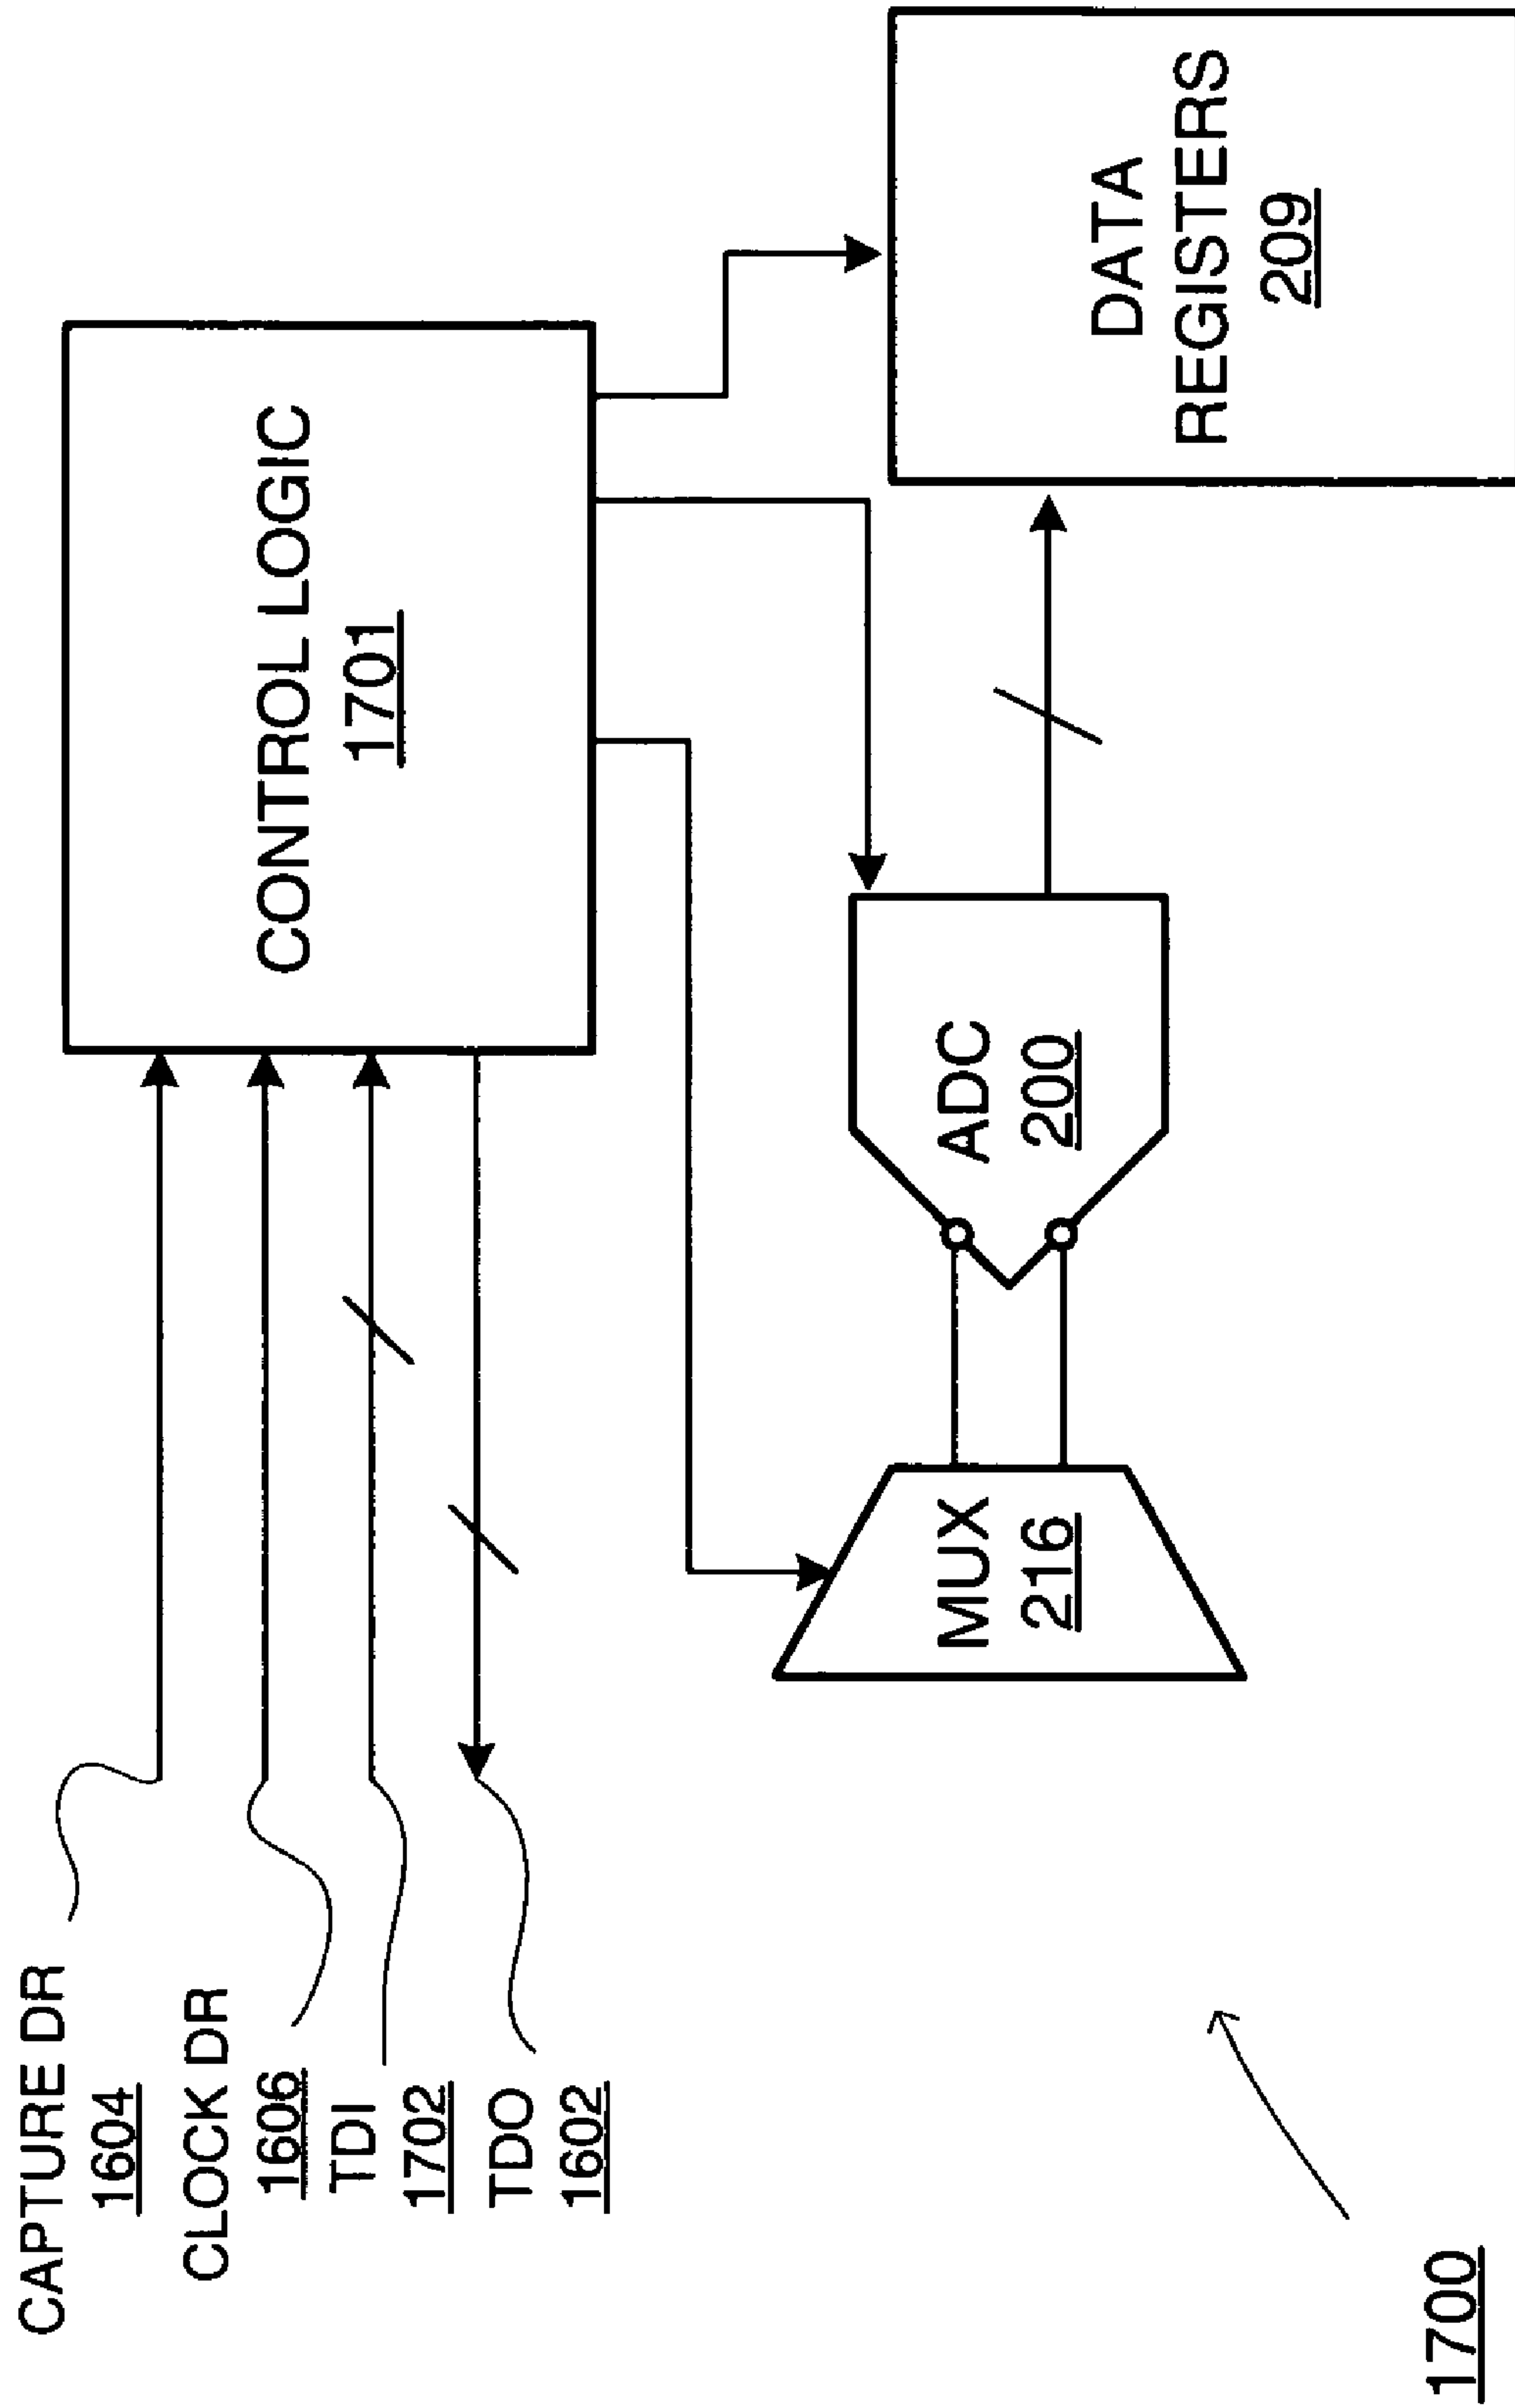 CAPTURE DR
1604
CLOCK DR
1606
TDI
1702
TDO
1602
CONTROL LOGIC
1701
MUX
216
ADC
200
DATA
REGISTERS
209
1700